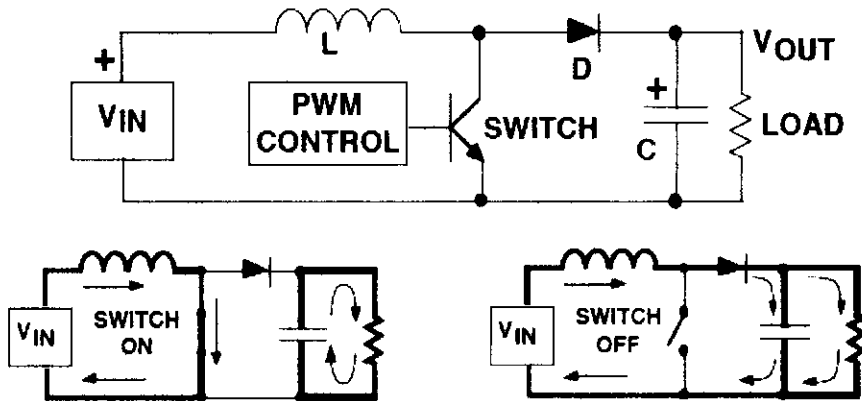 L
+
VIN
PWM
CONTROL
SWITCH
D
VOUT
+
C
LOAD
VIN
SWITCH
ON
VIN
SWITCH
OFF